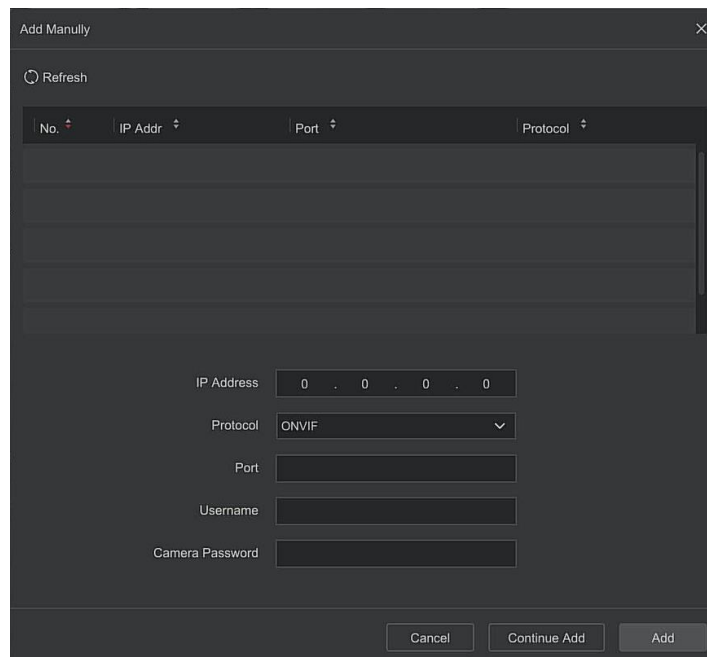 Add Manully
Refresh
No. IP Addr Port Protocol
IP Address 0 . 0 . 0 . 0
Protocol ONVIF
Port
Username
Camera Password
Cancel Continue Add Add